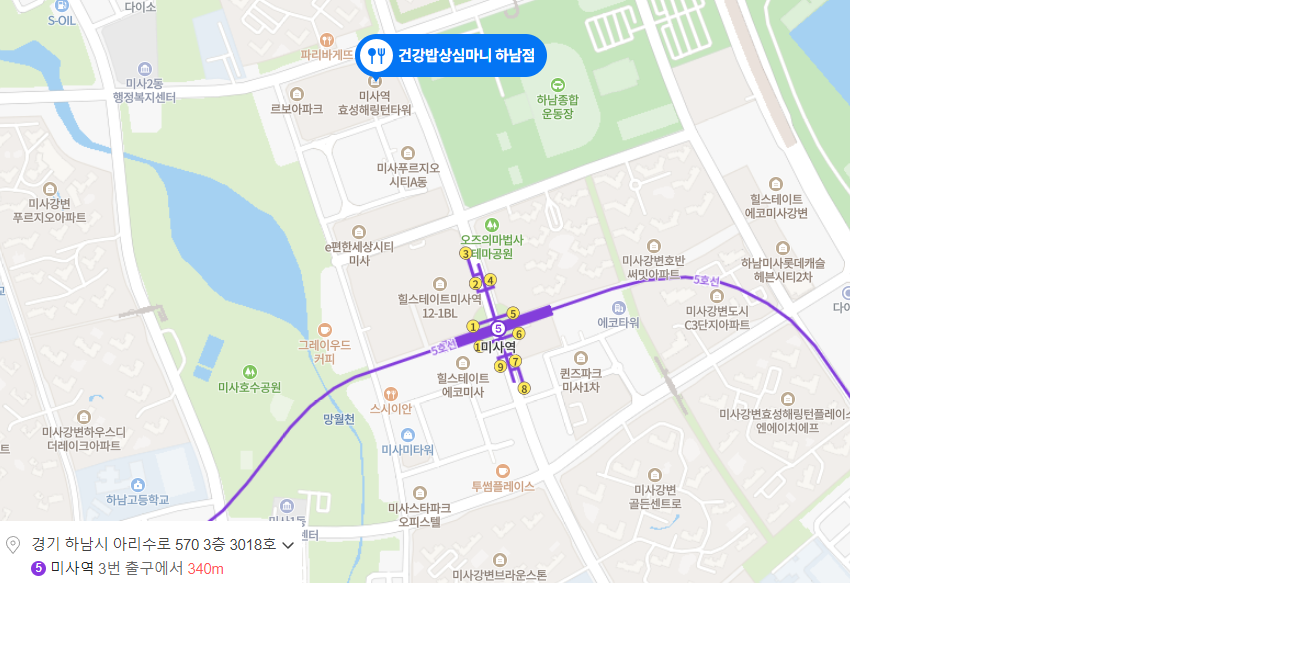 다이소
S-OIL
파리바게뜨
건강밥상심마니 하남점
미사2동
행정복지센터
르보아파크
미사역
효성해링턴타워
하남종합
운동장
미사푸르지오
시티A동
미사강변
푸르지오아파트
힐스테이트
에코미사강변
e편한세상시티
미사
오즈의마법사
테마공원
3
미사강변호반
써밋아파트
하남미사롯데캐슬
헤븐시티2차
2
4
힐스테이트미사역
12-1BL
5호선
미사강변도시
C3단지아파트
에코타워
다이
1
5
5
6
그레이우드
커피
5호선
1미사역
7
9
8
힐스테이트
에코미사
퀸즈파크
미사1차
미사호수공원
스시이안
망월천
미사강변하우스디
더레이크아파트
미사미타워
미사강변효성해링턴플레이스
엔에이치에프
트
하남고등학교
투썸플레이스
미사강변
골든센트로
미사스타파크
오피스텔
미사1동
센터
미사강변브라운스톤
경기 하남시 아리수로 570 3층 3018호
5 미사역 3번 출구에서 340m